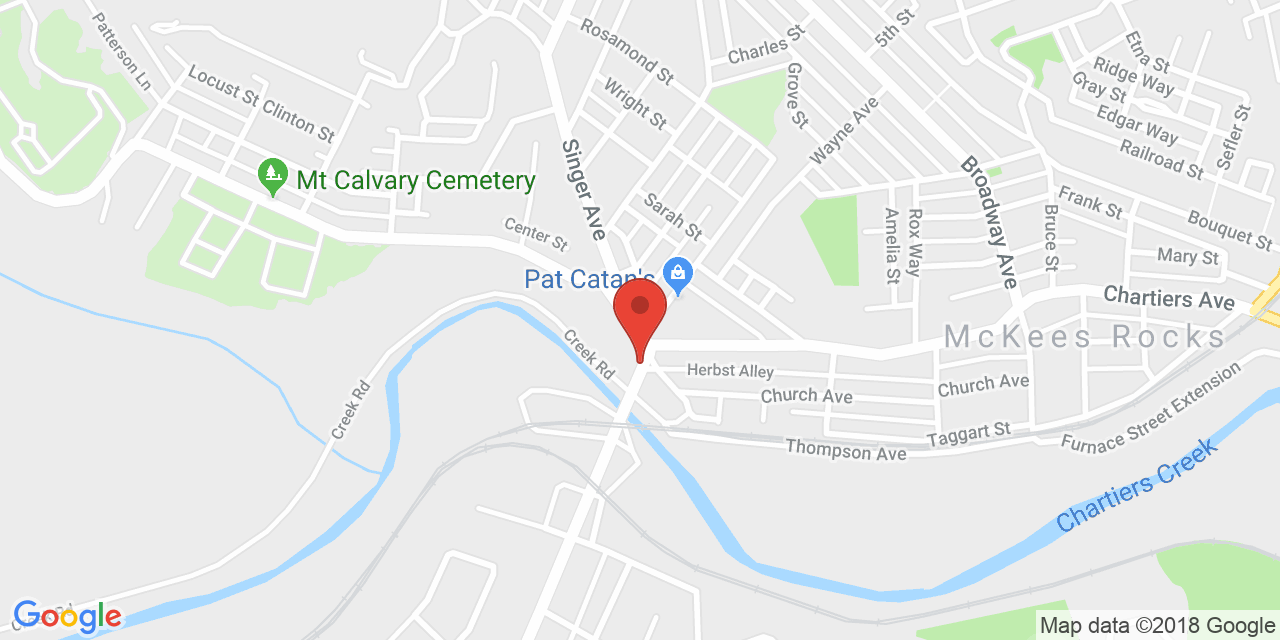 Patterson Ln
Rosamond St
Charles St
5th St
Etna St
Ridge Way
Gray St
Edgar Way
Sefler St
Railroad St
Locust St
Clinton St
Wright St
Grove St
Wayne Ave
Singer Ave
Broadway Ave
Mt Calvary Cemetery
Sarah St
Center St
Amelia St
Rox Way
Bruce St
Frank St
Bouquet St
Mary St
Pat Catan's
Chartiers Ave
McKees Rocks
Creek Rd
Herbst Alley
Church Ave
Church Ave
Creek Rd
Taggart St
Thompson Ave
Furnace Street Extension
Chartiers Creek
Google
Map data ©2018 Google